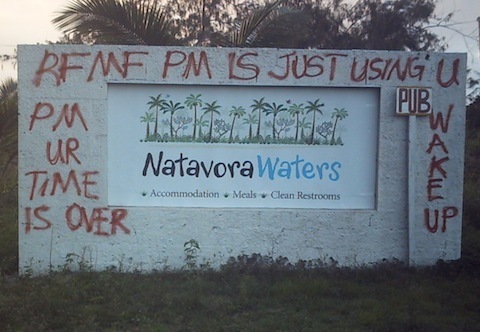 RFMF PM IS JUST USING U
PM
UR
TIME
IS OVER
Natavora Waters
Accommodation Meals Clean Restrooms
PUB
WAKE
UP